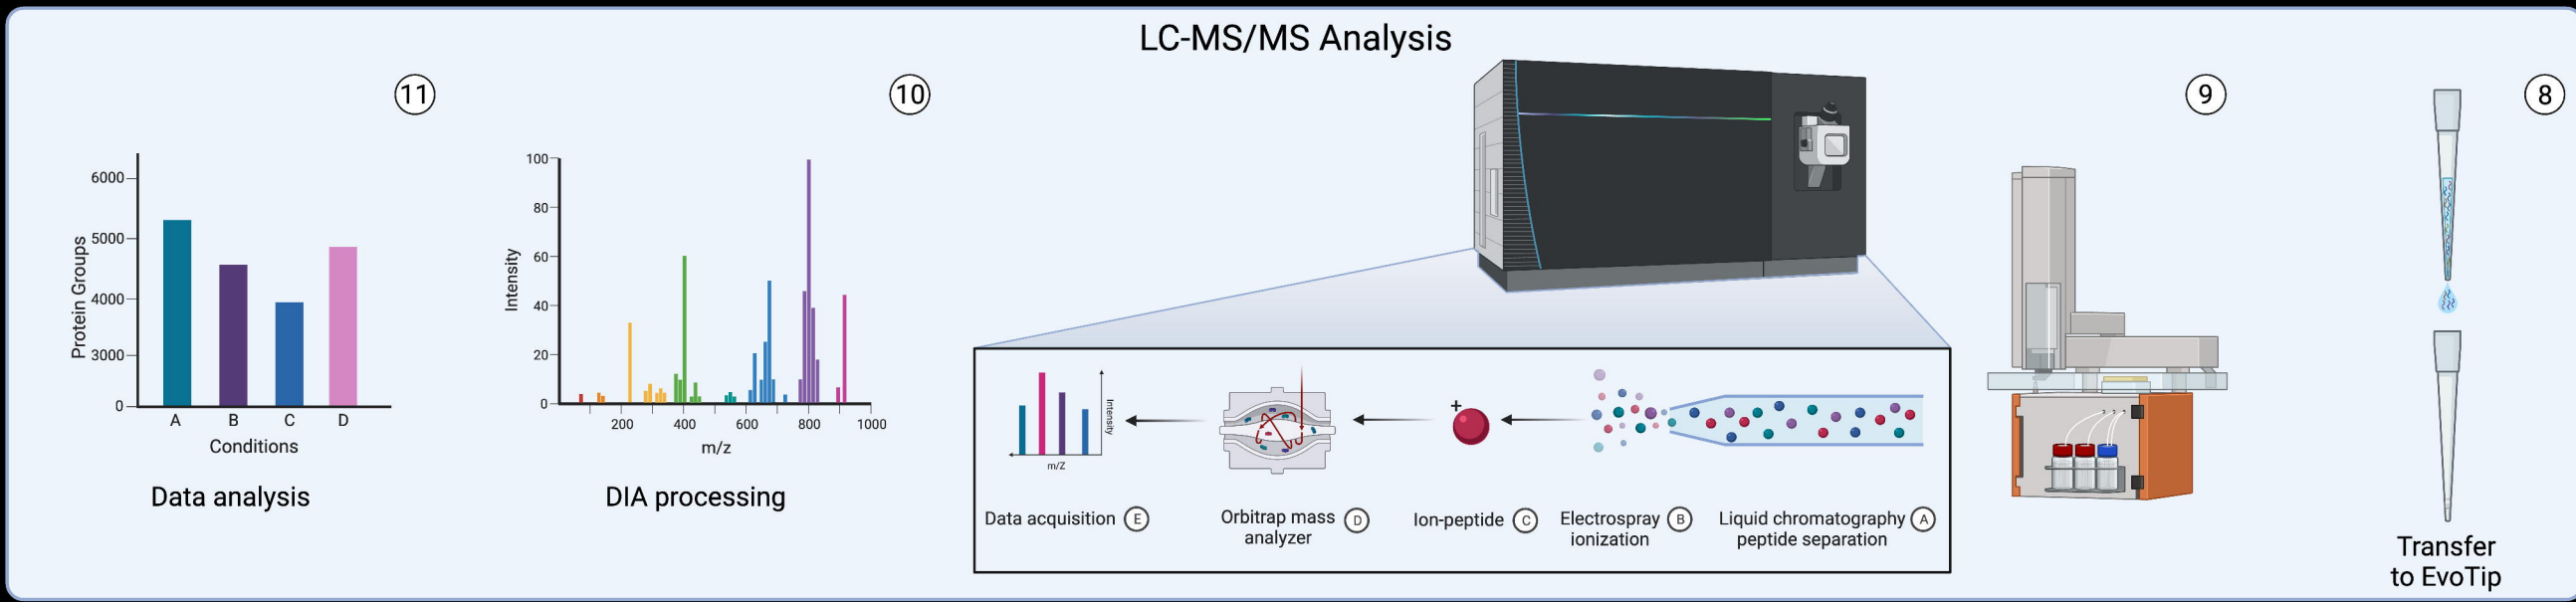 LC-MS/MS Analysis
11
10
9
8
6000
5000
4000
3000
0
Protein Groups
A B C D
Conditions
Data analysis
100
80
60
40
20
0
Intensity
200 400 600 800 1000
m/z
DIA processing
Intensity
m/Z
+
Data acquisition E
Orbitrap mass D
analyzer
Ion-peptide C
Electrospray B
ionization
Liquid chromatography A
peptide separation
Transfer
to EvoTip